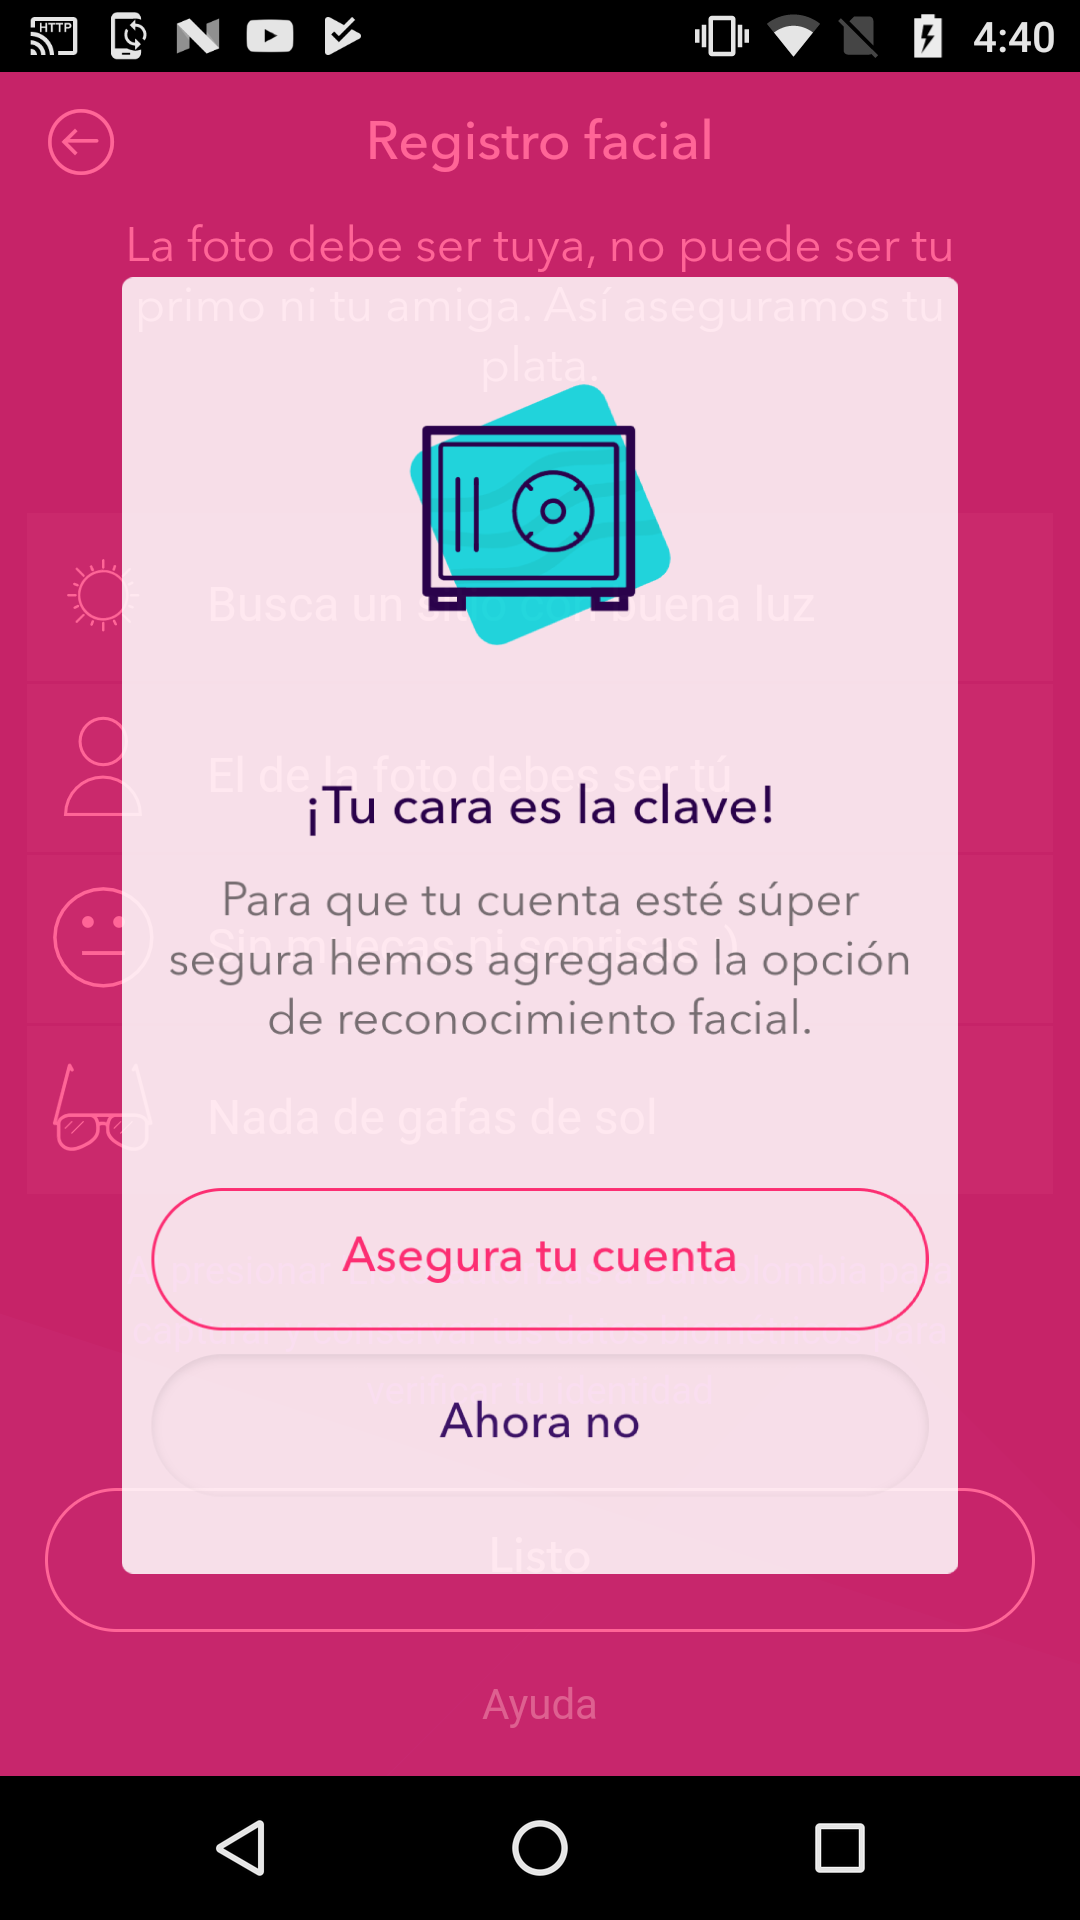 HTTP
4:40
Registro facial
La foto debe ser tuya, no puede ser tu
primo ni tu amiga. Así aseguramos tu
plata.
Busca un sitio con buena luz
El de la foto debes ser tú
¡Tu cara es la clave!
Para que tu cuenta esté súper
Sin muecas ni sonrisas :)
segura hemos agregado la opción
de reconocimiento facial.
Nada de gafas de sol
Asegura tu cuenta
Ahora no
Listo
Ayuda